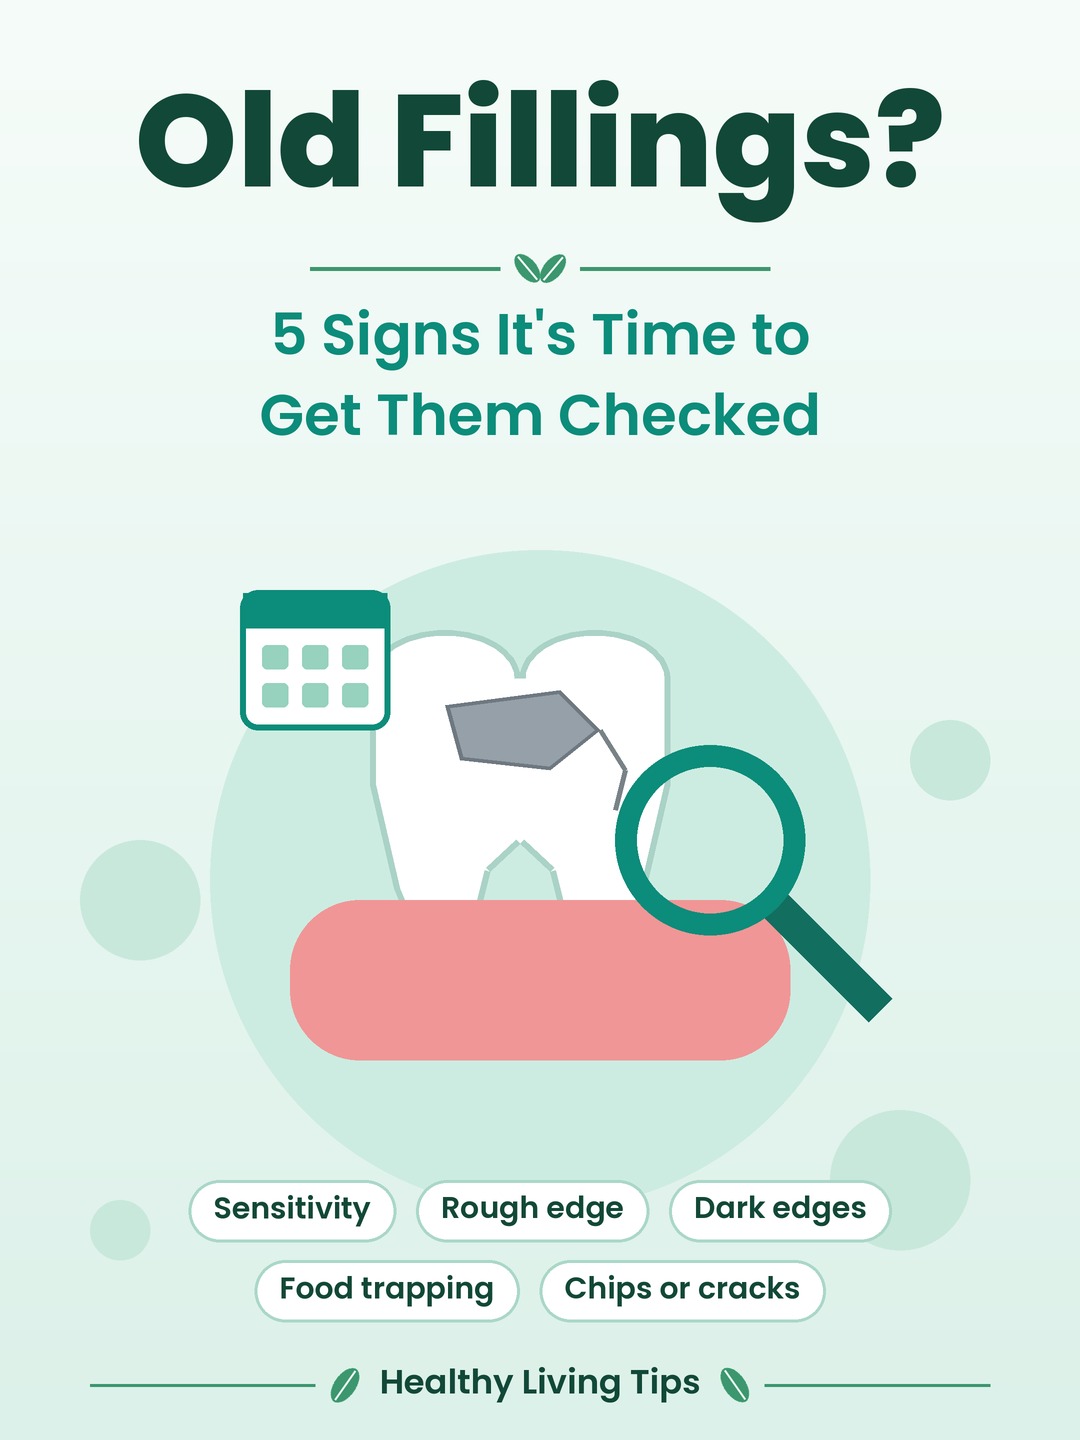 Old Fillings?
5 Signs It's Time to
Get Them Checked
Sensitivity
Rough edge
Dark edges
Food trapping
Chips or cracks
Healthy Living Tips